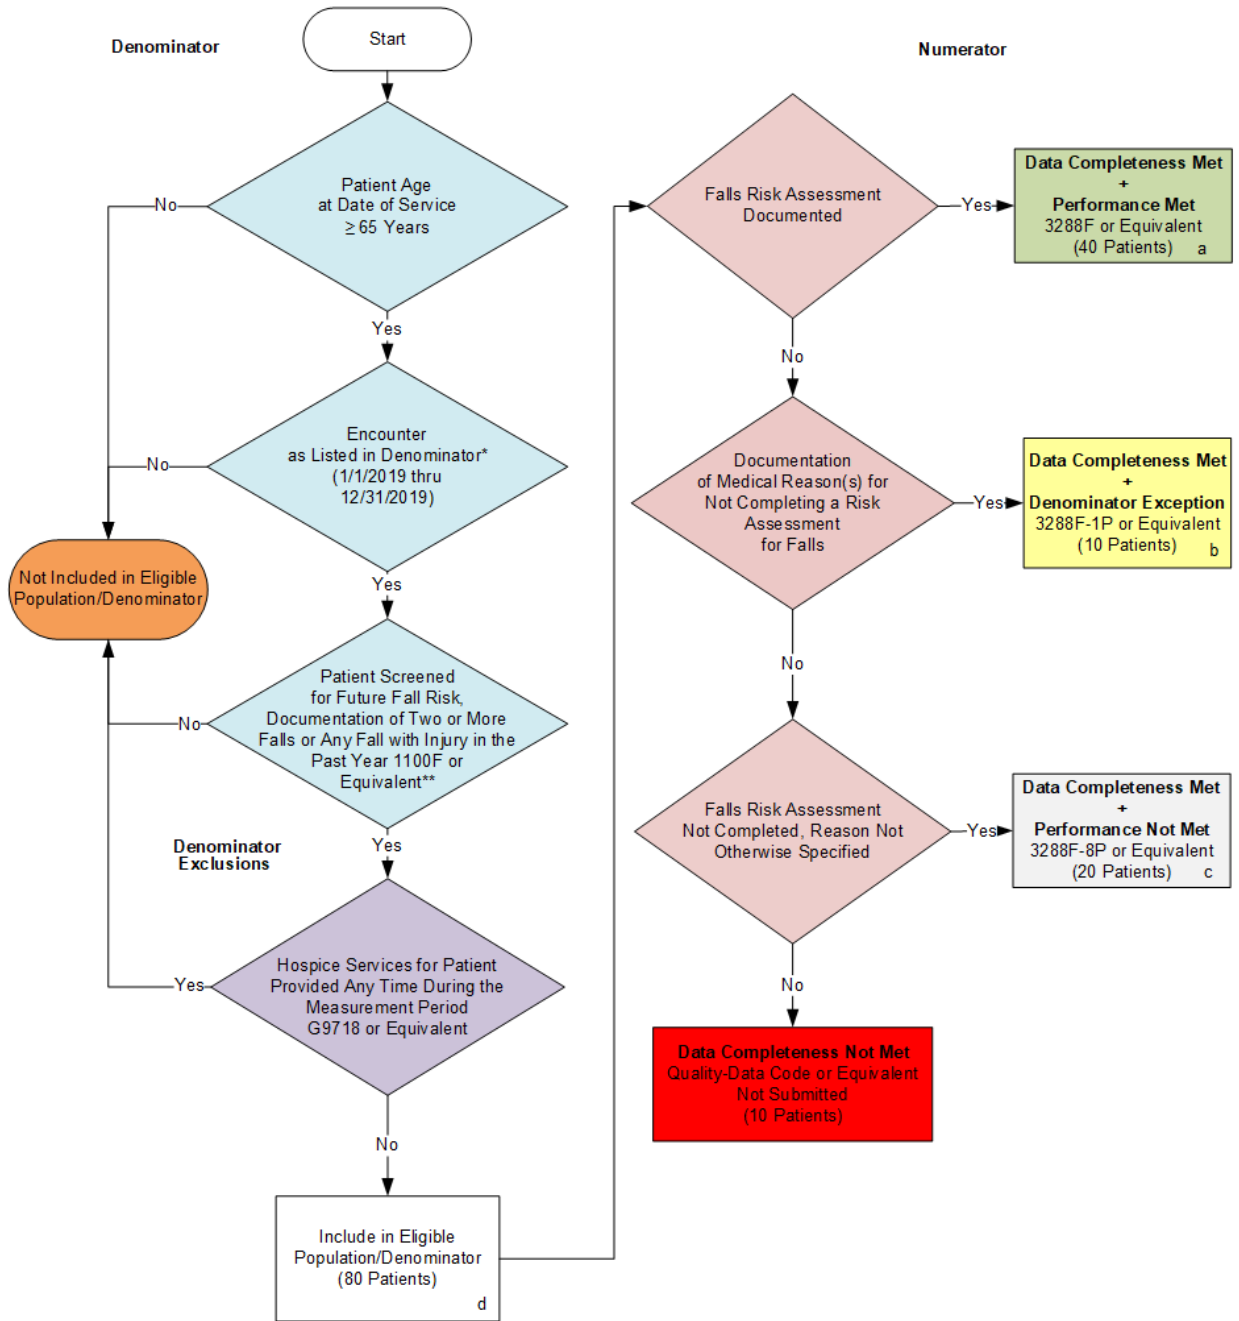 Denominator
Start
No
Patient Age
at Date of Service
≥ 65 Years
Yes
No
Encounter
as Listed in Denominator*
(1/1/2019 thru
12/31/2019)
Yes
Not Included in Eligible
Population/Denominator
No
Patient Screened
for Future Fall Risk,
Documentation of Two or More
Falls or Any Fall with Injury in the
Past Year 1100F or
Equivalent**
Yes
Denominator
Exclusions
Yes
Hospice Services for Patient
Provided Any Time During the
Measurement Period
G9718 or Equivalent
No
Include in Eligible
Population/Denominator
(80 Patients)
d
Numerator
Falls Risk Assessment
Documented
Yes
Data Completeness Met
+
Performance Met
3288F or Equivalent
(40 Patients) a
No
Documentation
of Medical Reason(s) for
Not Completing a Risk
Assessment
for Falls
Yes
Data Completeness Met
+
Denominator Exception
3288F-1P or Equivalent
(10 Patients) b
No
Falls Risk Assessment
Not Completed, Reason Not
Otherwise Specified
Yes
Data Completeness Met
+
Performance Not Met
3288F-8P or Equivalent
(20 Patients) c
No
Data Completeness Not Met
Quality-Data Code or Equivalent
Not Submitted
(10 Patients)